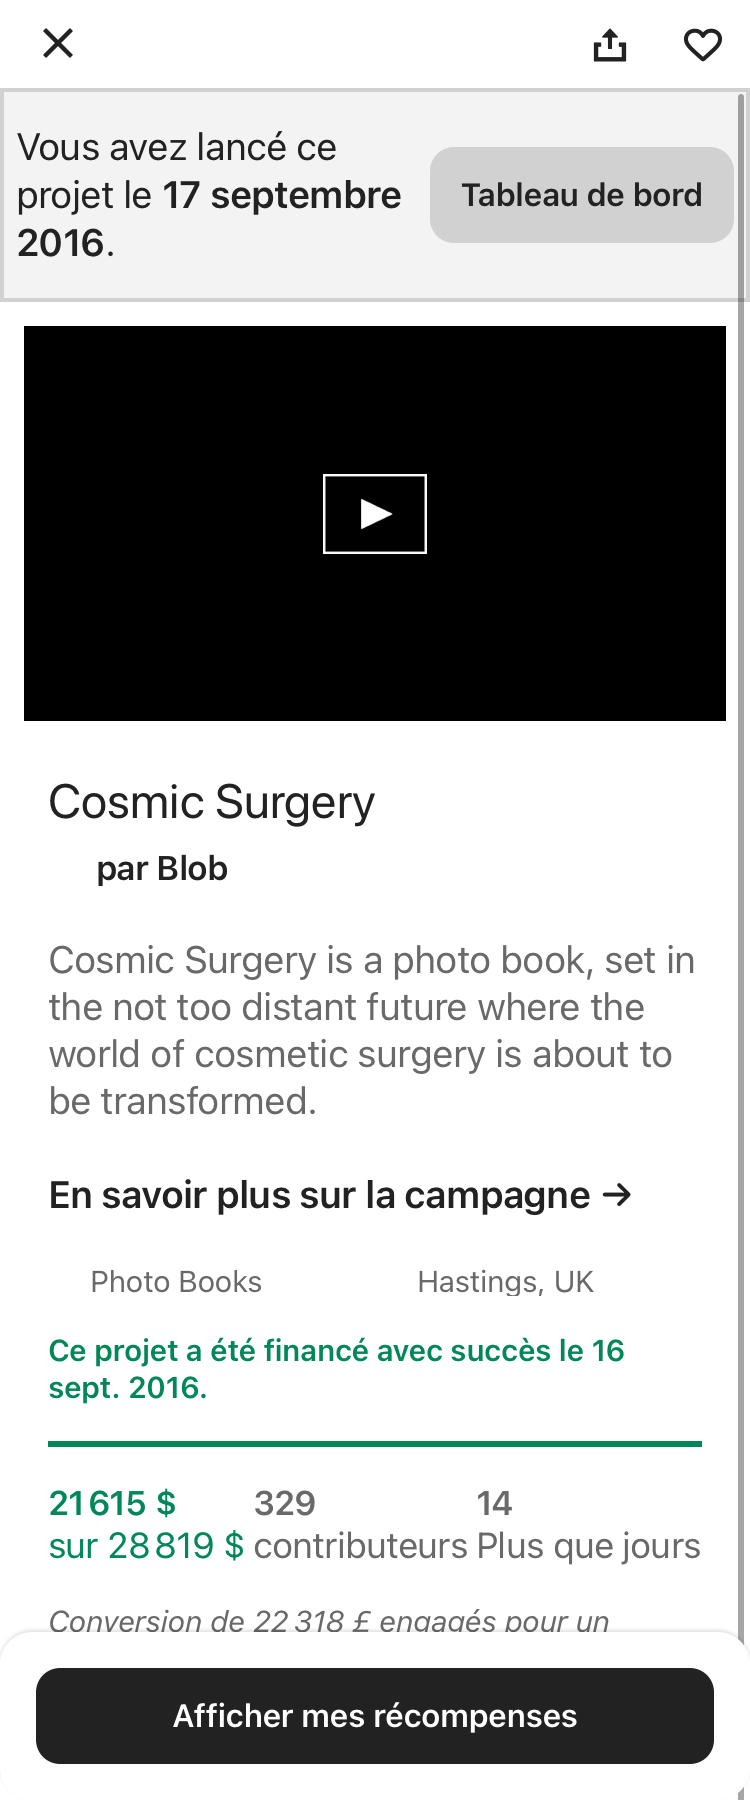 Vous avez lancé ce
projet le 17 septembre
2016.
Tableau de bord
Cosmic Surgery
par Blob
Cosmic Surgery is a photo book, set in
the not too distant future where the
world of cosmetic surgery is about to
be transformed.
En savoir plus sur la campagne →
Photo Books
Hastings, UK
Ce projet a été financé avec succès le 16
sept. 2016.
21 615 $
sur 28 819 $
329
contributeurs
14
Plus que jours
Conversion de 22 318 £ engagés pour un
Afficher mes récompenses